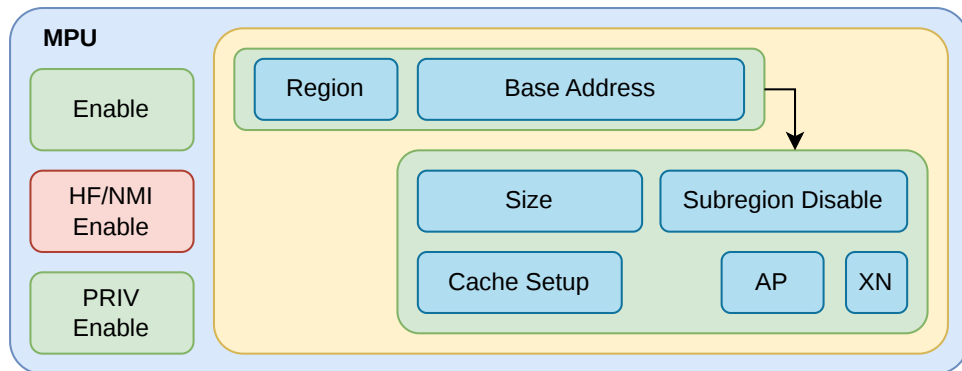 MPU
Enable
HF/NMI
Enable
PRIV
Enable
Region
Base Address
Size
Subregion Disable
Cache Setup
AP
XN